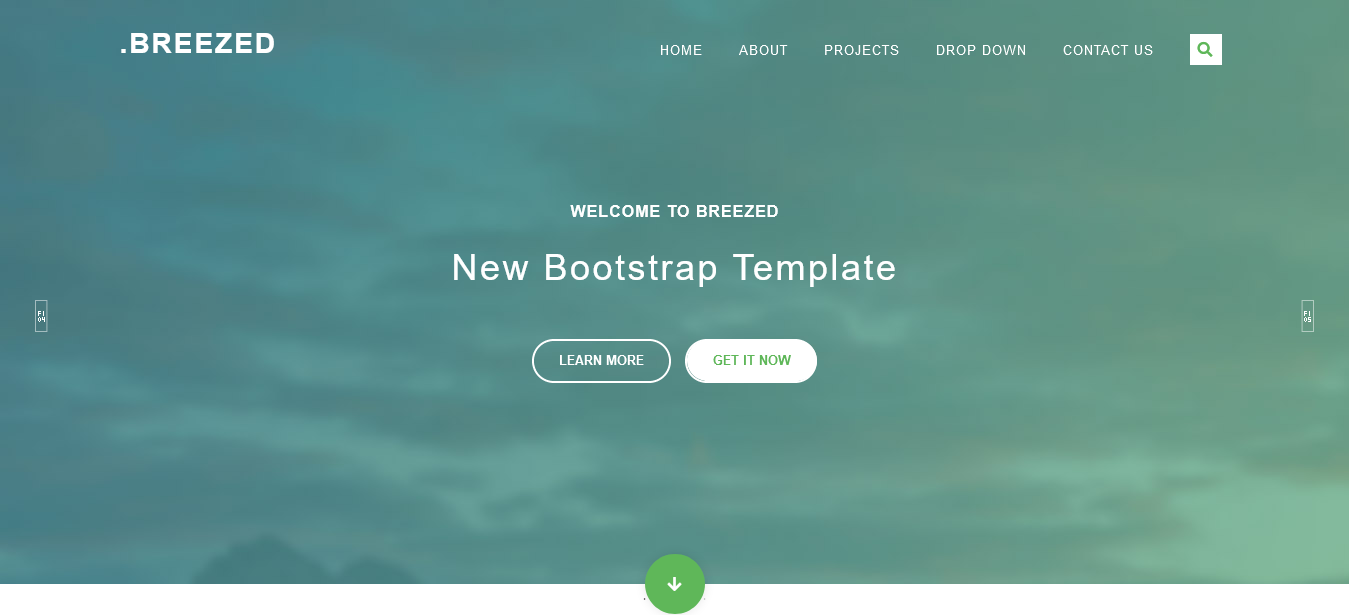 .BREEZED
HOME ABOUT PROJECTS DROP DOWN CONTACT US
WELCOME TO BREEZED
New Bootstrap Template
LEARN MORE GET IT NOW